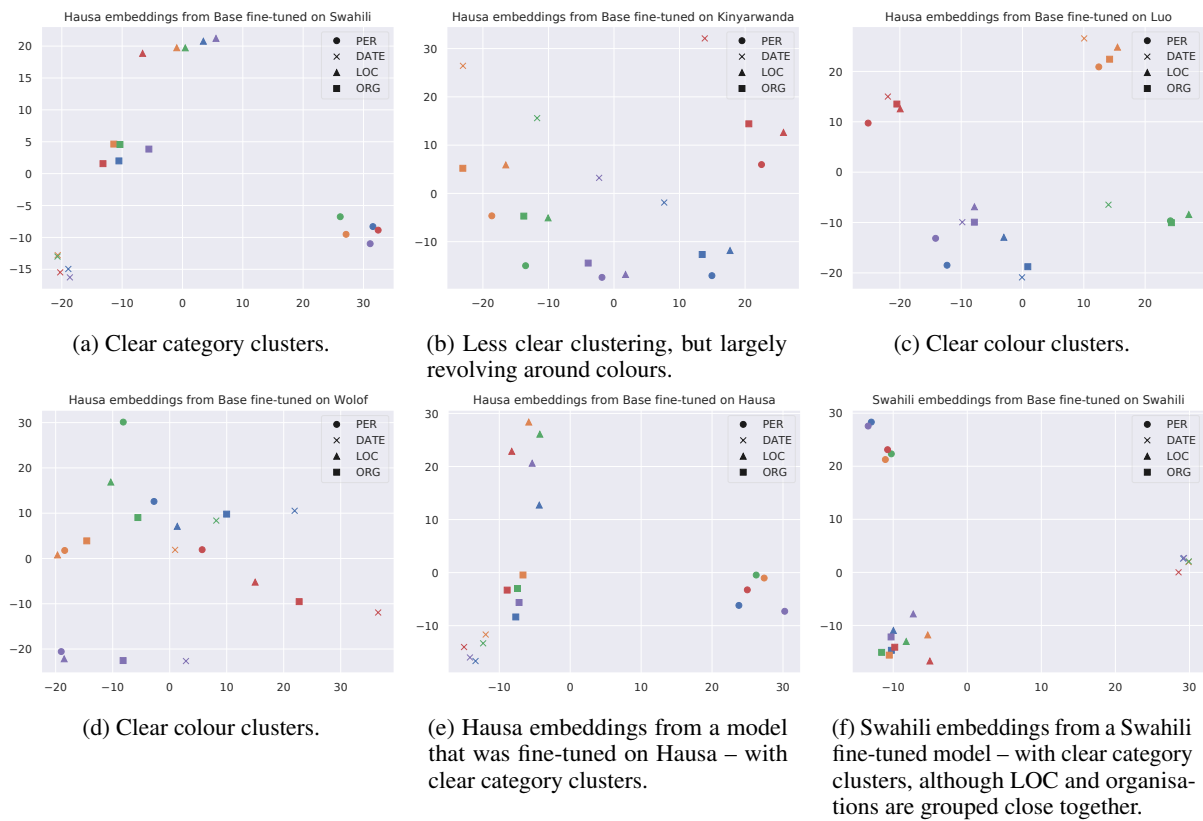 Hausa embeddings from Base fine-tuned on Swahili
PER
DATE
LOC
ORG
20
15
10
5
0
−5
−10
−15
−20
−10
0
10
20
30
(a) Clear category clusters.
Hausa embeddings from Base fine-tuned on Kinyarwanda
PER
DATE
LOC
ORG
30
20
10
0
−10
−20
−10
0
10
20
(b) Less clear clustering, but largely
revolving around colours.
Hausa embeddings from Base fine-tuned on Luo
PER
DATE
LOC
ORG
20
10
0
−10
−20
−20
−10
0
10
20
(c) Clear colour clusters.
Hausa embeddings from Base fine-tuned on Wolof
PER
DATE
LOC
ORG
30
20
10
0
−10
−20
−20
−10
0
10
20
30
(d) Clear colour clusters.
Hausa embeddings from Base fine-tuned on Hausa
PER
DATE
LOC
ORG
30
20
10
0
−10
−10
0
10
20
30
(e) Hausa embeddings from a model
that was fine-tuned on Hausa – with
clear category clusters.
Swahili embeddings from Base fine-tuned on Swahili
PER
DATE
LOC
ORG
30
20
10
0
−10
−10
0
10
20
30
(f) Swahili embeddings from a Swahili
fine-tuned model – with clear category
clusters, although LOC and organisa-
tions are grouped close together.